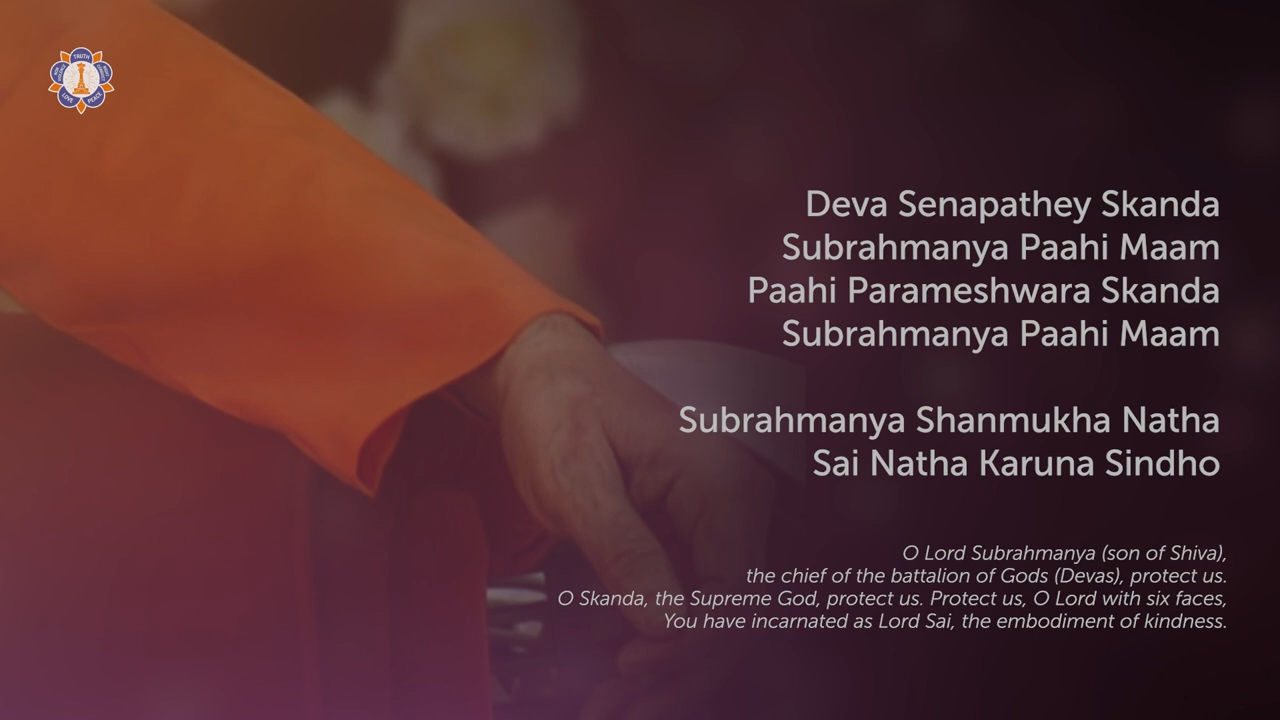 TRUTH
LOVE
PEACE
Deva Senapathey Skanda
Subrahmanya Paahi Maam
Paahi Parameshwara Skanda
Subrahmanya Paahi Maam
Subrahmanya Shanmukha Natha
Sai Natha Karuna Sindho
O Lord Subrahmanya (son of Shiva),
the chief of the battalion of Gods (Devas), protect us.
O Skanda, the Supreme God, protect us. Protect us, O Lord with six faces,
You have incarnated as Lord Sai, the embodiment of kindness.